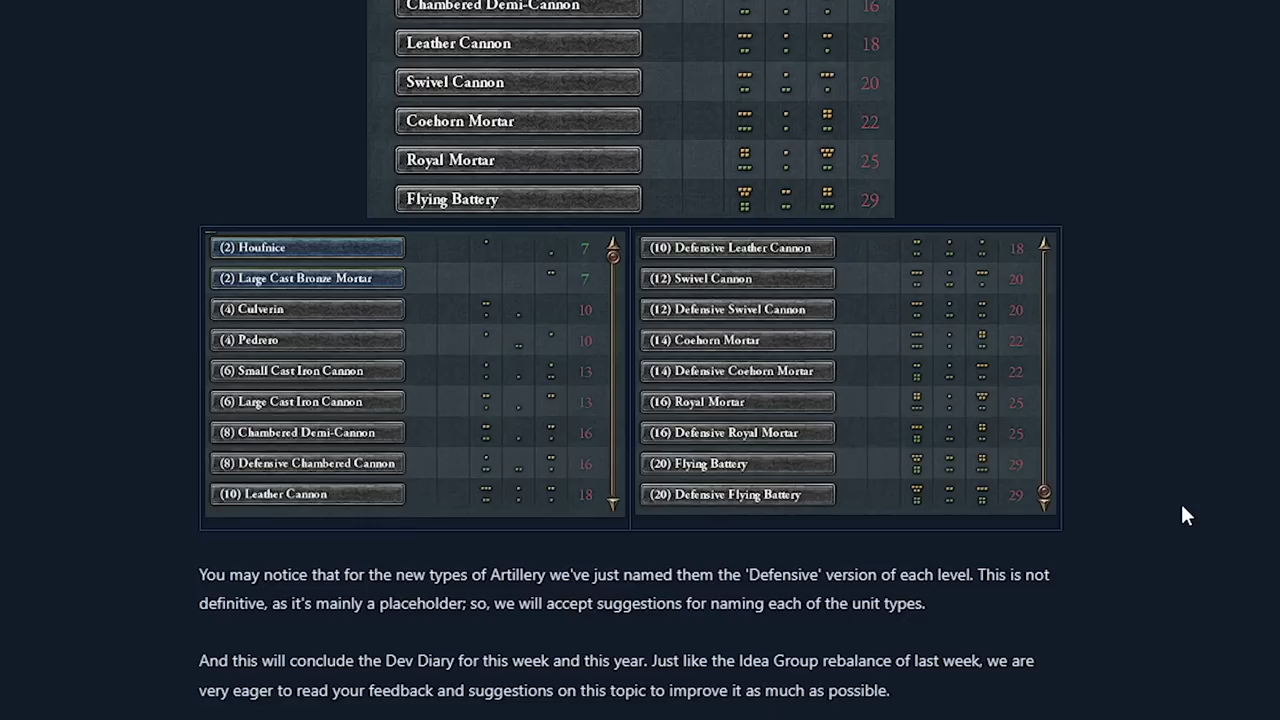 Chambered Demi-Cannon 16
Leather Cannon 18
Swivel Cannon 20
Coehorn Mortar 22
Royal Mortar 25
Flying Battery 29
(2) Houfnice 7
(2) Large Cast Bronze Mortar 7
(4) Culverin 10
(4) Pedrero 10
(6) Small Cast Iron Cannon 13
(6) Large Cast Iron Cannon 13
(8) Chambered Demi-Cannon 16
(8) Defensive Chambered Cannon 16
(10) Leather Cannon 18
(10) Defensive Leather Cannon 18
(12) Swivel Cannon 20
(12) Defensive Swivel Cannon 20
(14) Coehorn Mortar 22
(14) Defensive Coehorn Mortar 22
(16) Royal Mortar 25
(16) Defensive Royal Mortar 25
(20) Flying Battery 29
(20) Defensive Flying Battery 29
You may notice that for the new types of Artillery we've just named them the 'Defensive' version of each level. This is not
definitive, as it's mainly a placeholder; so, we will accept suggestions for naming each of the unit types.
And this will conclude the Dev Diary for this week and this year. Just like the Idea Group rebalance of last week, we are
very eager to read your feedback and suggestions on this topic to improve it as much as possible.